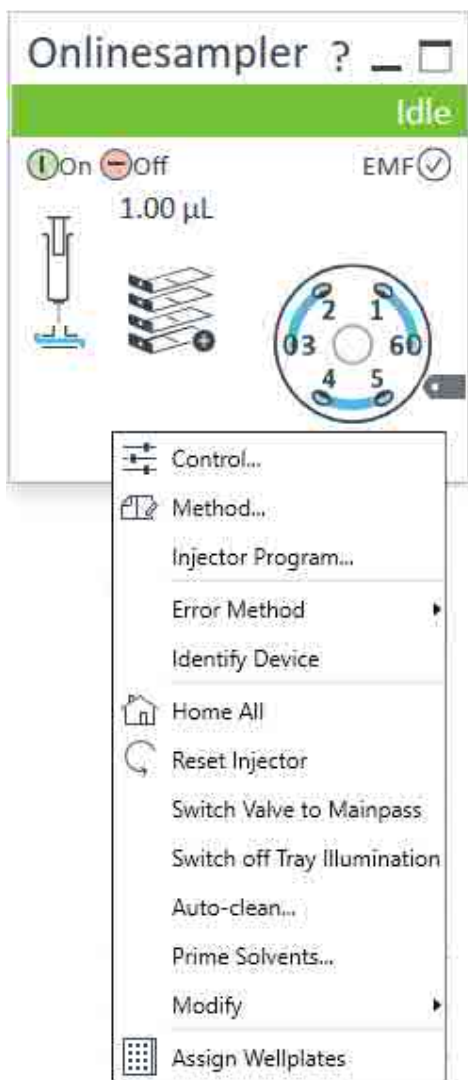 Onlinesampler ?
Idle
On Off EMF
1.00 µL
2 1
3 6
4 5
Control...
Method...
Injector Program...
Error Method
Identify Device
Home All
Reset Injector
Switch Valve to Mainpass
Switch off Tray Illumination
Auto-clean...
Prime Solvents...
Modify
Assign Wellplates